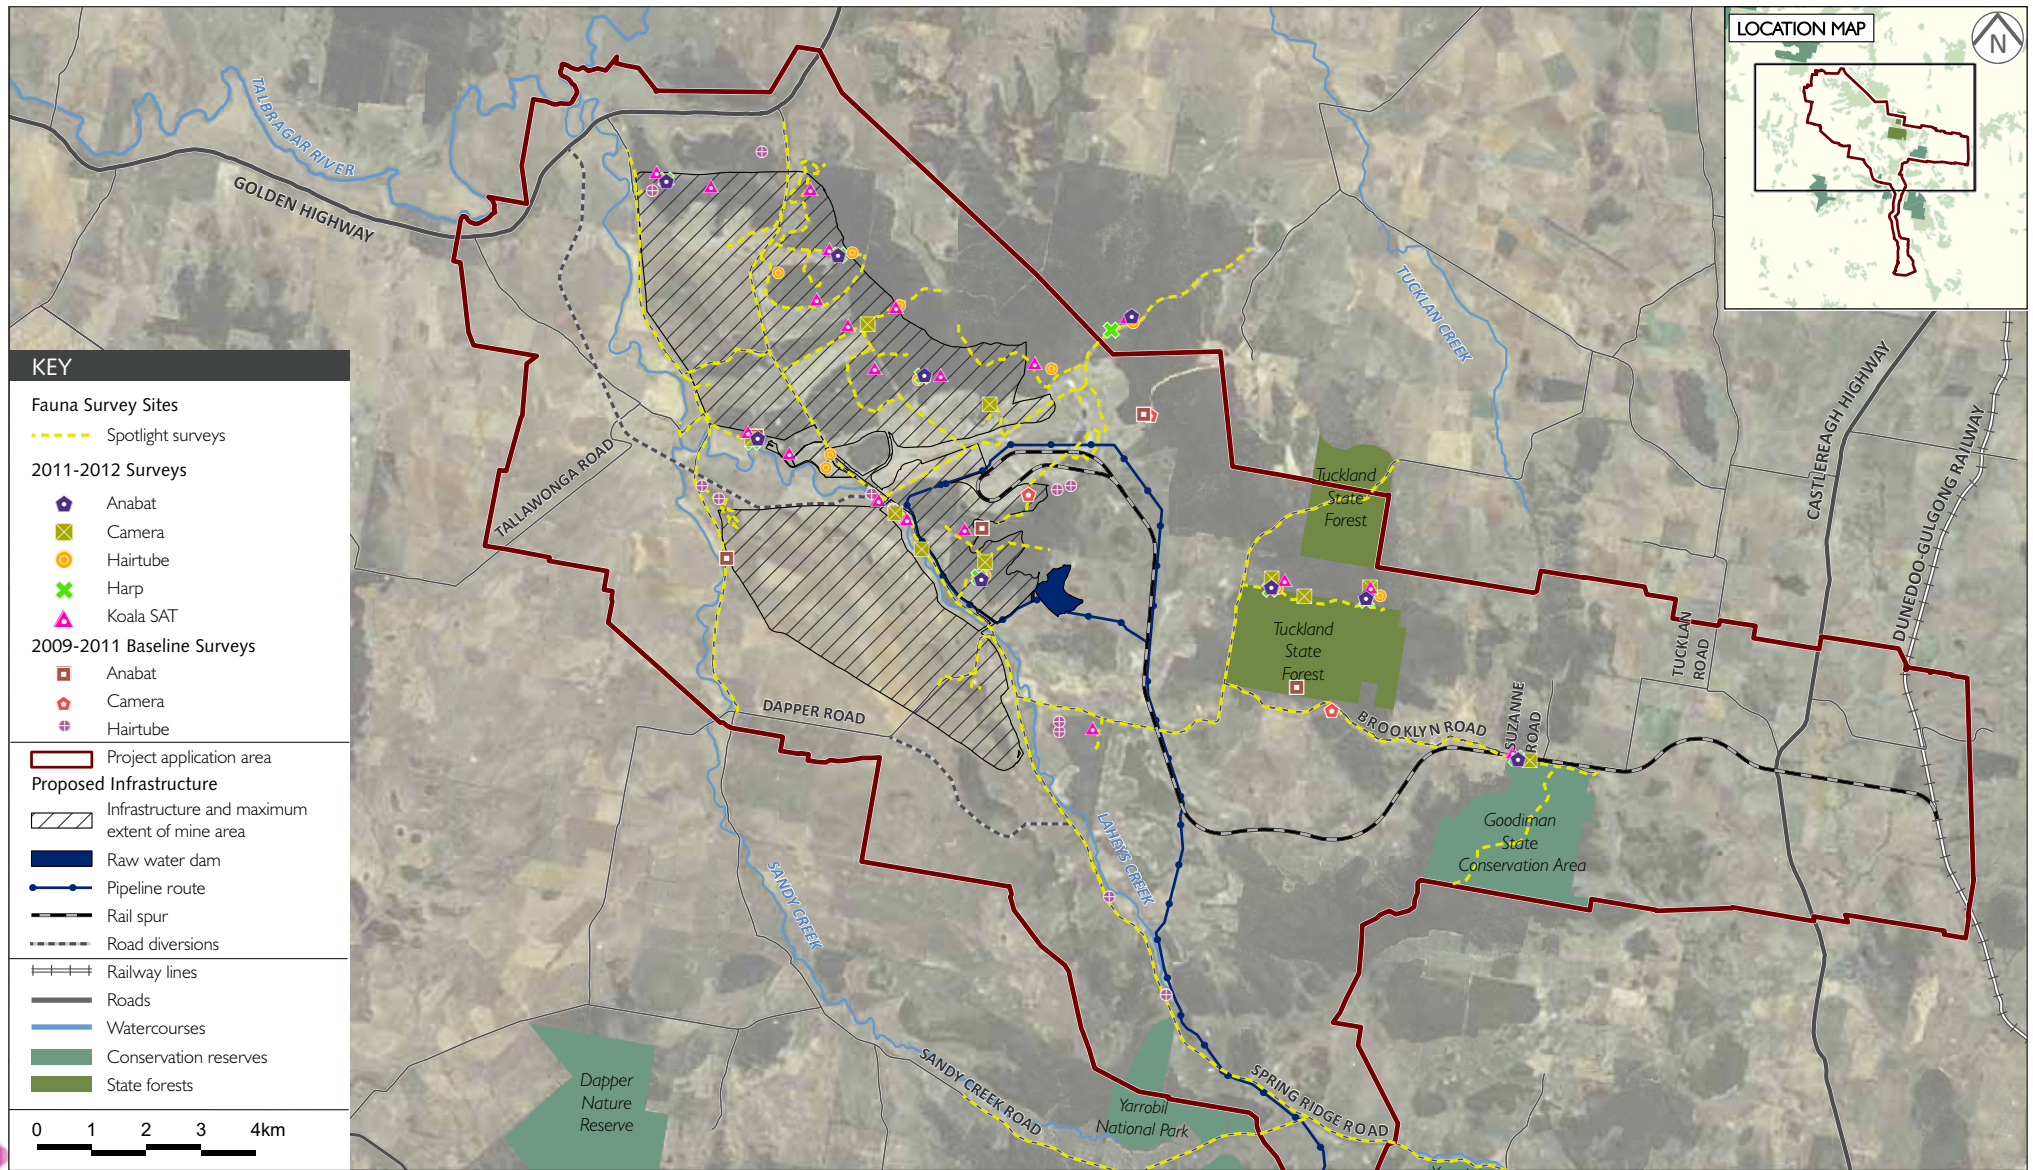 LOCATION MAP
N
TALBRAGAR RIVER
GOLDEN HIGHWAY
TUCKLAN CREEK
CASTLEREAGH HIGHWAY
DUNEDOO-GULGONG RAILWAY
TALLAWONGA ROAD
Tuckland
State
Forest
Tuckland
State
Forest
TUCKLAN
ROAD
SUZANNE
ROAD
BROOKLYN ROAD
DAPPER ROAD
LAHEYS CREEK
SANDY CREEK
Goodiman
State
Conservation Area
SANDY CREEK ROAD
SPRING RIDGE ROAD
Dapper
Nature
Reserve
Yarrobil
National Park
KEY
Fauna Survey Sites
Spotlight surveys
2011-2012 Surveys
Anabat
Camera
Hairtube
Harp
Koala SAT
2009-2011 Baseline Surveys
Anabat
Camera
Hairtube
Project application area
Proposed Infrastructure
Infrastructure and maximum
extent of mine area
Raw water dam
Pipeline route
Rail spur
Road diversions
Railway lines
Roads
Watercourses
Conservation reserves
State forests
0 1 2 3 4km